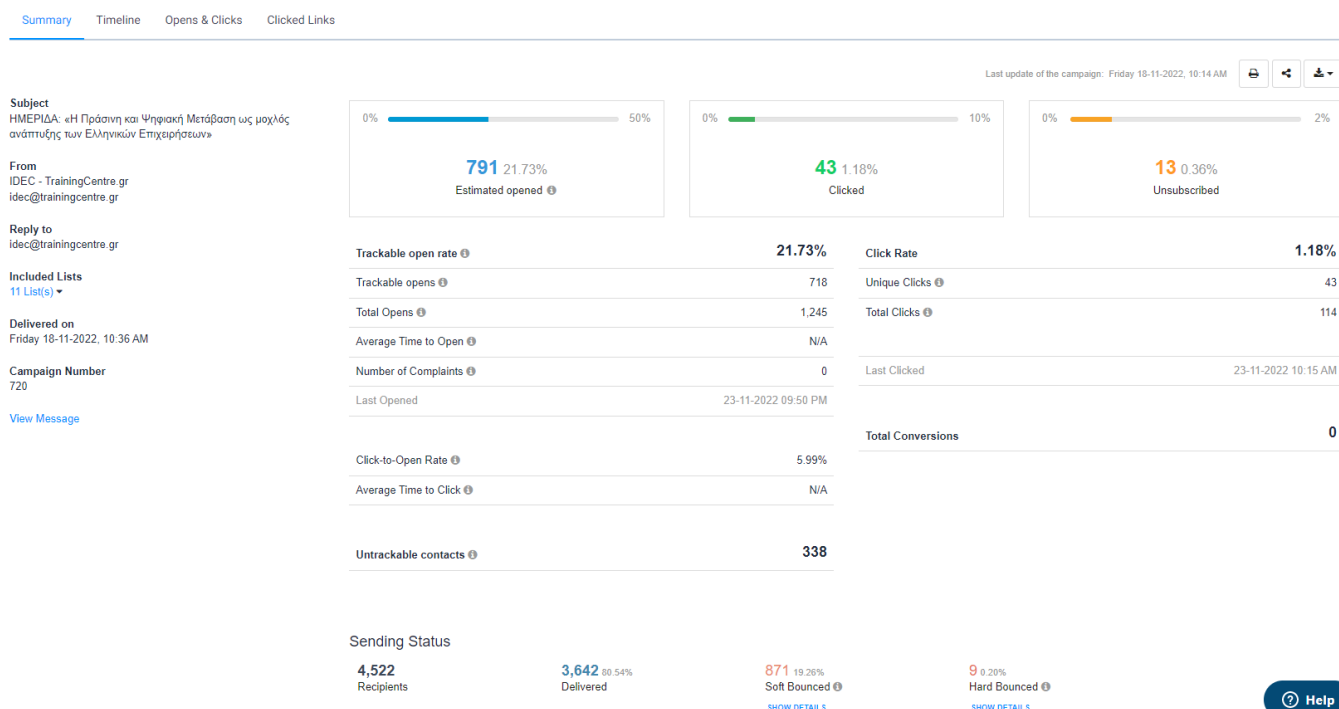 Summary Timeline Opens & Clicks Clicked Links
Last update of the campaign: Friday 18-11-2022, 10:14 AM
Subject
ΗΜΕΡΙΔΑ: «Η Πράσινη και Ψηφιακή Μετάβαση ως μοχλός
ανάπτυξης των Ελληνικών Επιχειρήσεων»
From
IDEC - TrainingCentre.gr
idec@trainingcentre.gr
Reply to
idec@trainingcentre.gr
Included Lists
11 List(s)
Delivered on
Friday 18-11-2022, 10:36 AM
Campaign Number
720
View Message
0% 50%
791 21.73%
Estimated opened
0% 10%
43 1.18%
Clicked
0% 2%
13 0.36%
Unsubscribed
Trackable open rate 21.73%
Trackable opens 718
Total Opens 1,245
Average Time to Open N/A
Number of Complaints 0
Last Opened 23-11-2022 09:50 PM
Click-to-Open Rate 5.99%
Average Time to Click N/A
Untrackable contacts 338
Click Rate 1.18%
Unique Clicks 43
Total Clicks 114
Last Clicked 23-11-2022 10:15 AM
Total Conversions 0
Sending Status
4,522
Recipients
3,642 80.54%
Delivered
871 19.26%
Soft Bounced
SHOW DETAILS
9 0.20%
Hard Bounced
SHOW DETAILS
Help